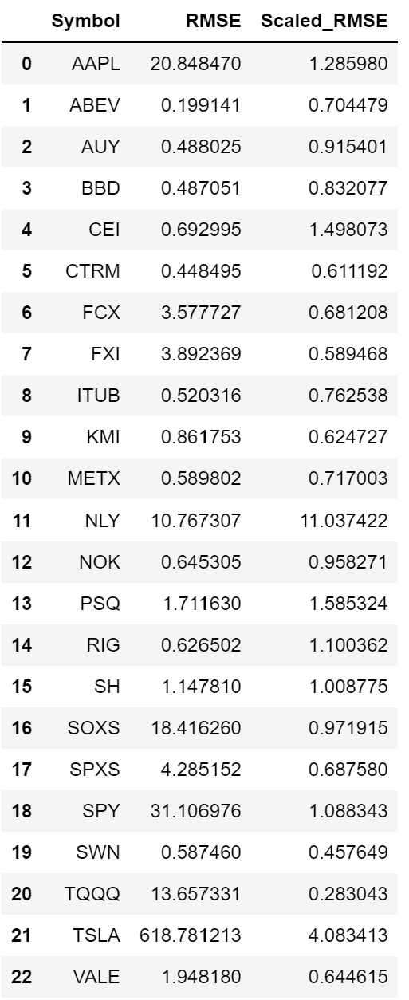 Symbol RMSE Scaled_RMSE
0 AAPL 20.848470 1.285980
1 ABEV 0.199141 0.704479
2 AUY 0.488025 0.915401
3 BBD 0.487051 0.832077
4 CEI 0.692995 1.498073
5 CTRM 0.448495 0.611192
6 FCX 3.577727 0.681208
7 FXI 3.892369 0.589468
8 ITUB 0.520316 0.762538
9 KMI 0.861753 0.624727
10 METX 0.589802 0.717003
11 NLY 10.767307 11.037422
12 NOK 0.645305 0.958271
13 PSQ 1.711630 1.585324
14 RIG 0.626502 1.100362
15 SH 1.147810 1.008775
16 SOXS 18.416260 0.971915
17 SPXS 4.285152 0.687580
18 SPY 31.106976 1.088343
19 SWN 0.587460 0.457649
20 TQQQ 13.657331 0.283043
21 TSLA 618.781213 4.083413
22 VALE 1.948180 0.644615